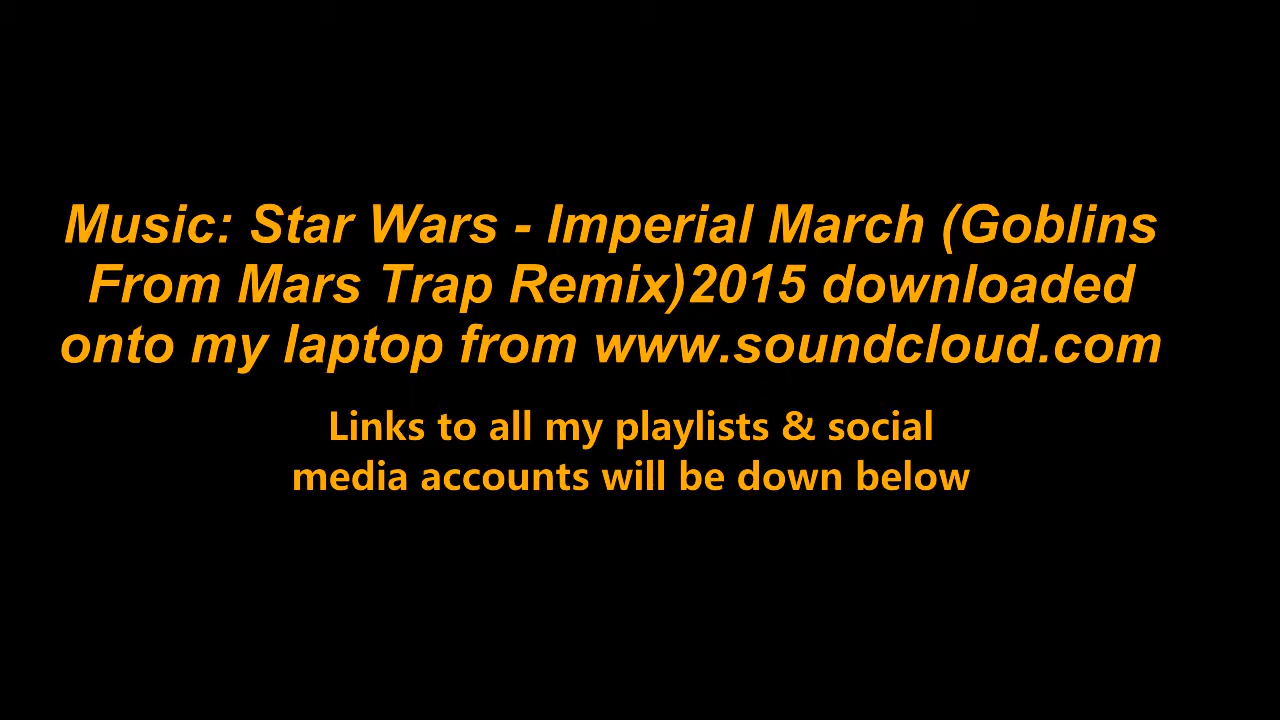 Music: Star Wars - Imperial March (Goblins
From Mars Trap Remix)2015 downloaded
onto my laptop from www.soundcloud.com
Links to all my playlists & social
media accounts will be down below